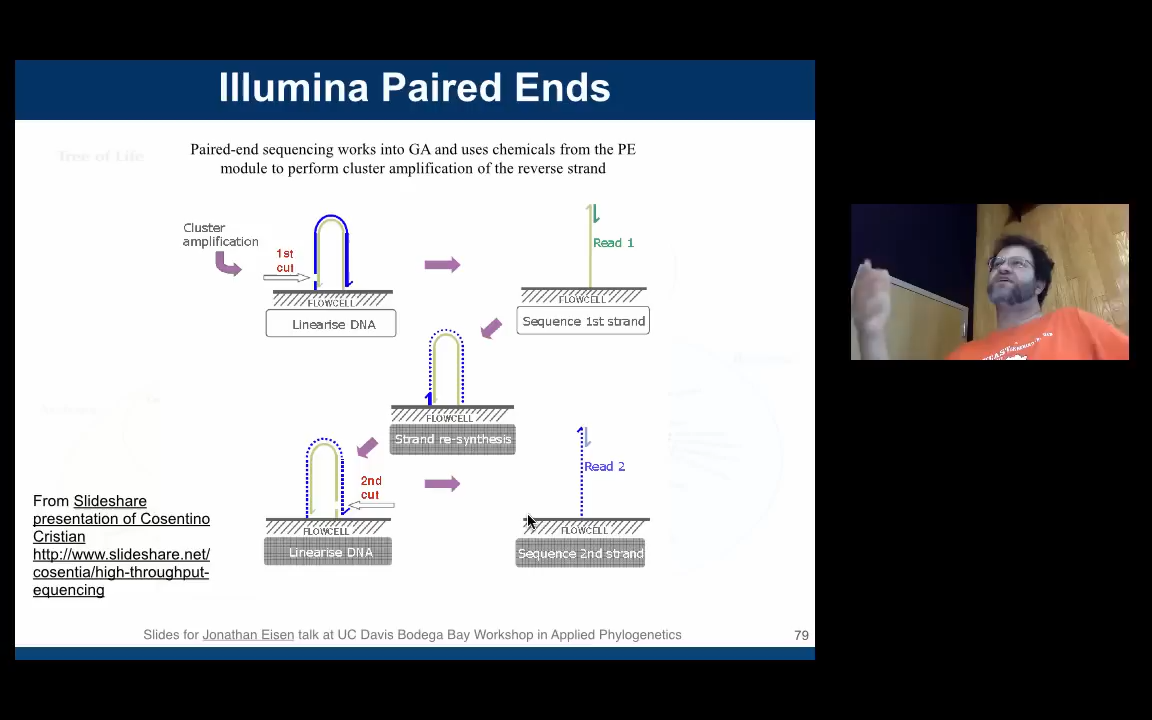 Illumina Paired Ends
Tree of Life
Paired-end sequencing works into GA and uses chemicals from the PE
module to perform cluster amplification of the reverse strand
Cluster
amplification
1st
cut
FLOWCELL
Linearise DNA
Read 1
FLOWCELL
Sequence 1st strand
FLOWCELL
Strand re-synthesis
2nd
cut
FLOWCELL
Linearise DNA
Read 2
FLOWCELL
Sequence 2nd strand
From Slideshare
presentation of Cosentino
Cristian
http://www.slideshare.net/
cosentia/high-throughput-
equencing
Slides for Jonathan Eisen talk at UC Davis Bodega Bay Workshop in Applied Phylogenetics
79